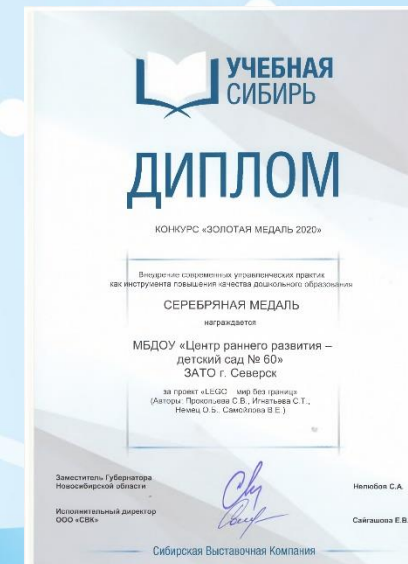 УЧЕБНАЯ
СИБИРЬ
ДИПЛОМ
КОНКУРС «ЗОЛОТАЯ МЕДАЛЬ 2020»
Внедрение современных управленческих практик
как инструмента повышения качества дошкольного образования
СЕРЕБРЯНАЯ МЕДАЛЬ
награждается
МБДОУ «Центр раннего развития –
детский сад № 60»
ЗАТО г. Северск
за проект «LEGO мир без границ»
(Авторы: Прокопьева С.В., Игнатьева С.Т.,
Немец О.Б., Самойлова В.Е.)
Заместитель Губернатора
Новосибирской области
Нелюбов С.А.
Исполнительный директор
ООО «СВК»
Сайгашова Е.В.
Сибирская Выставочная Компания